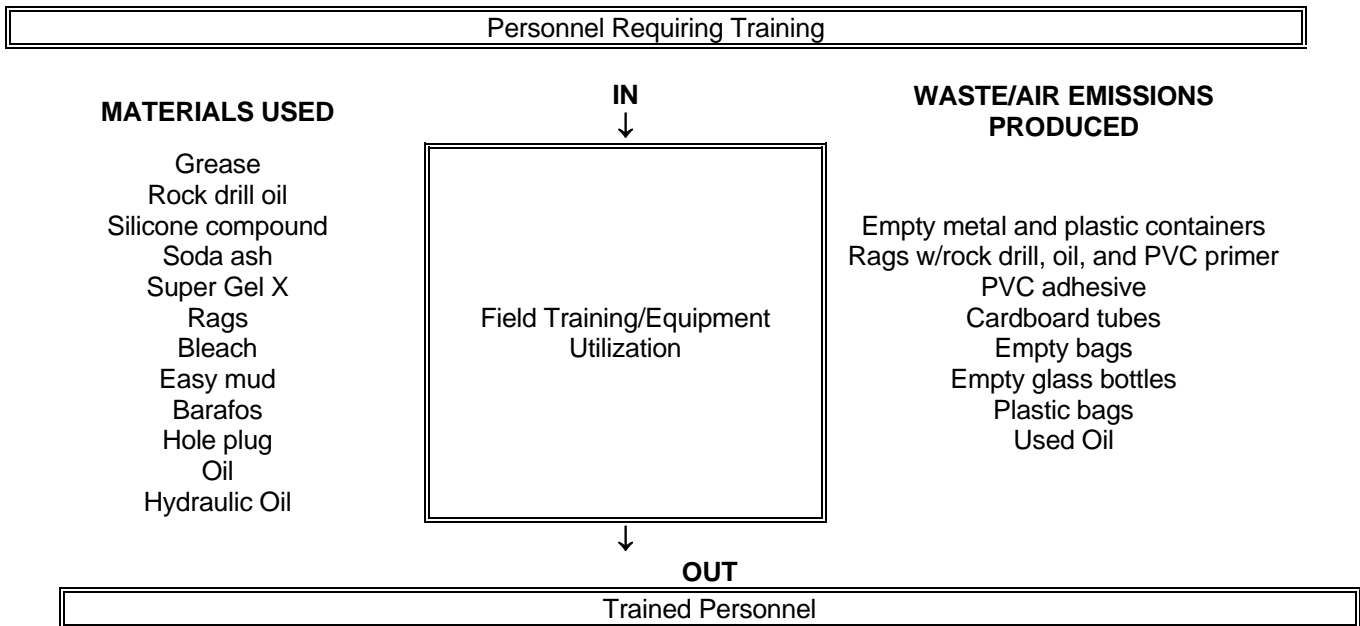 Personnel Requiring Training
MATERIALS USED
Grease
Rock drill oil
Silicone compound
Soda ash
Super Gel X
Rags
Bleach
Easy mud
Barafos
Hole plug
Oil
Hydraulic Oil
IN
↓
Field Training/Equipment
Utilization
WASTE/AIR EMISSIONS
PRODUCED
Empty metal and plastic containers
Rags w/rock drill, oil, and PVC primer
PVC adhesive
Cardboard tubes
Empty bags
Empty glass bottles
Plastic bags
Used Oil
↓
OUT
Trained Personnel